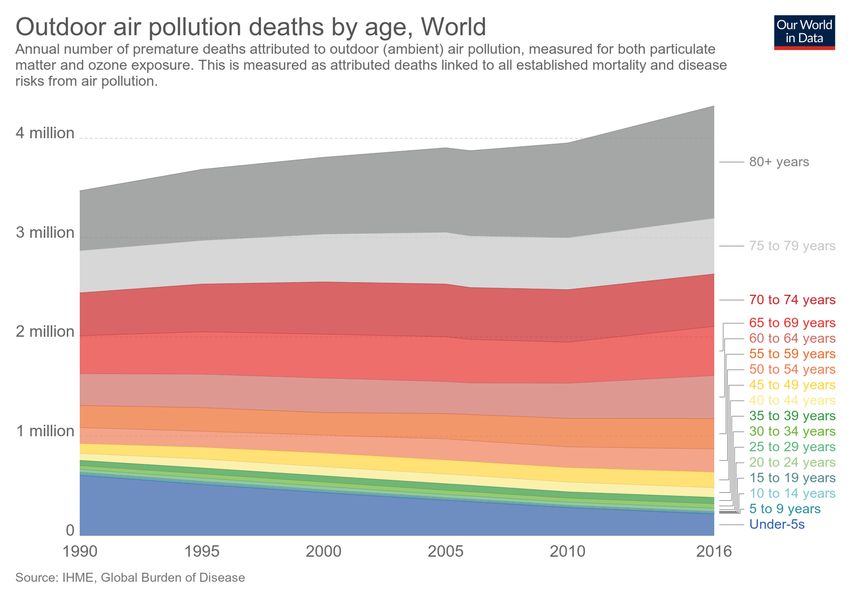 Outdoor air pollution deaths by age, World
Our World
in Data
Annual number of premature deaths attributed to outdoor (ambient) air pollution, measured for both particulate
matter and ozone exposure. This is measured as attributed deaths linked to all established mortality and disease
risks from air pollution.
4 million
3 million
2 million
1 million
0
80+ years
75 to 79 years
70 to 74 years
65 to 69 years
60 to 64 years
55 to 59 years
50 to 54 years
45 to 49 years
40 to 44 years
35 to 39 years
30 to 34 years
25 to 29 years
20 to 24 years
15 to 19 years
10 to 14 years
5 to 9 years
Under-5s
1990 1995 2000 2005 2010 2016
Source: IHME, Global Burden of Disease